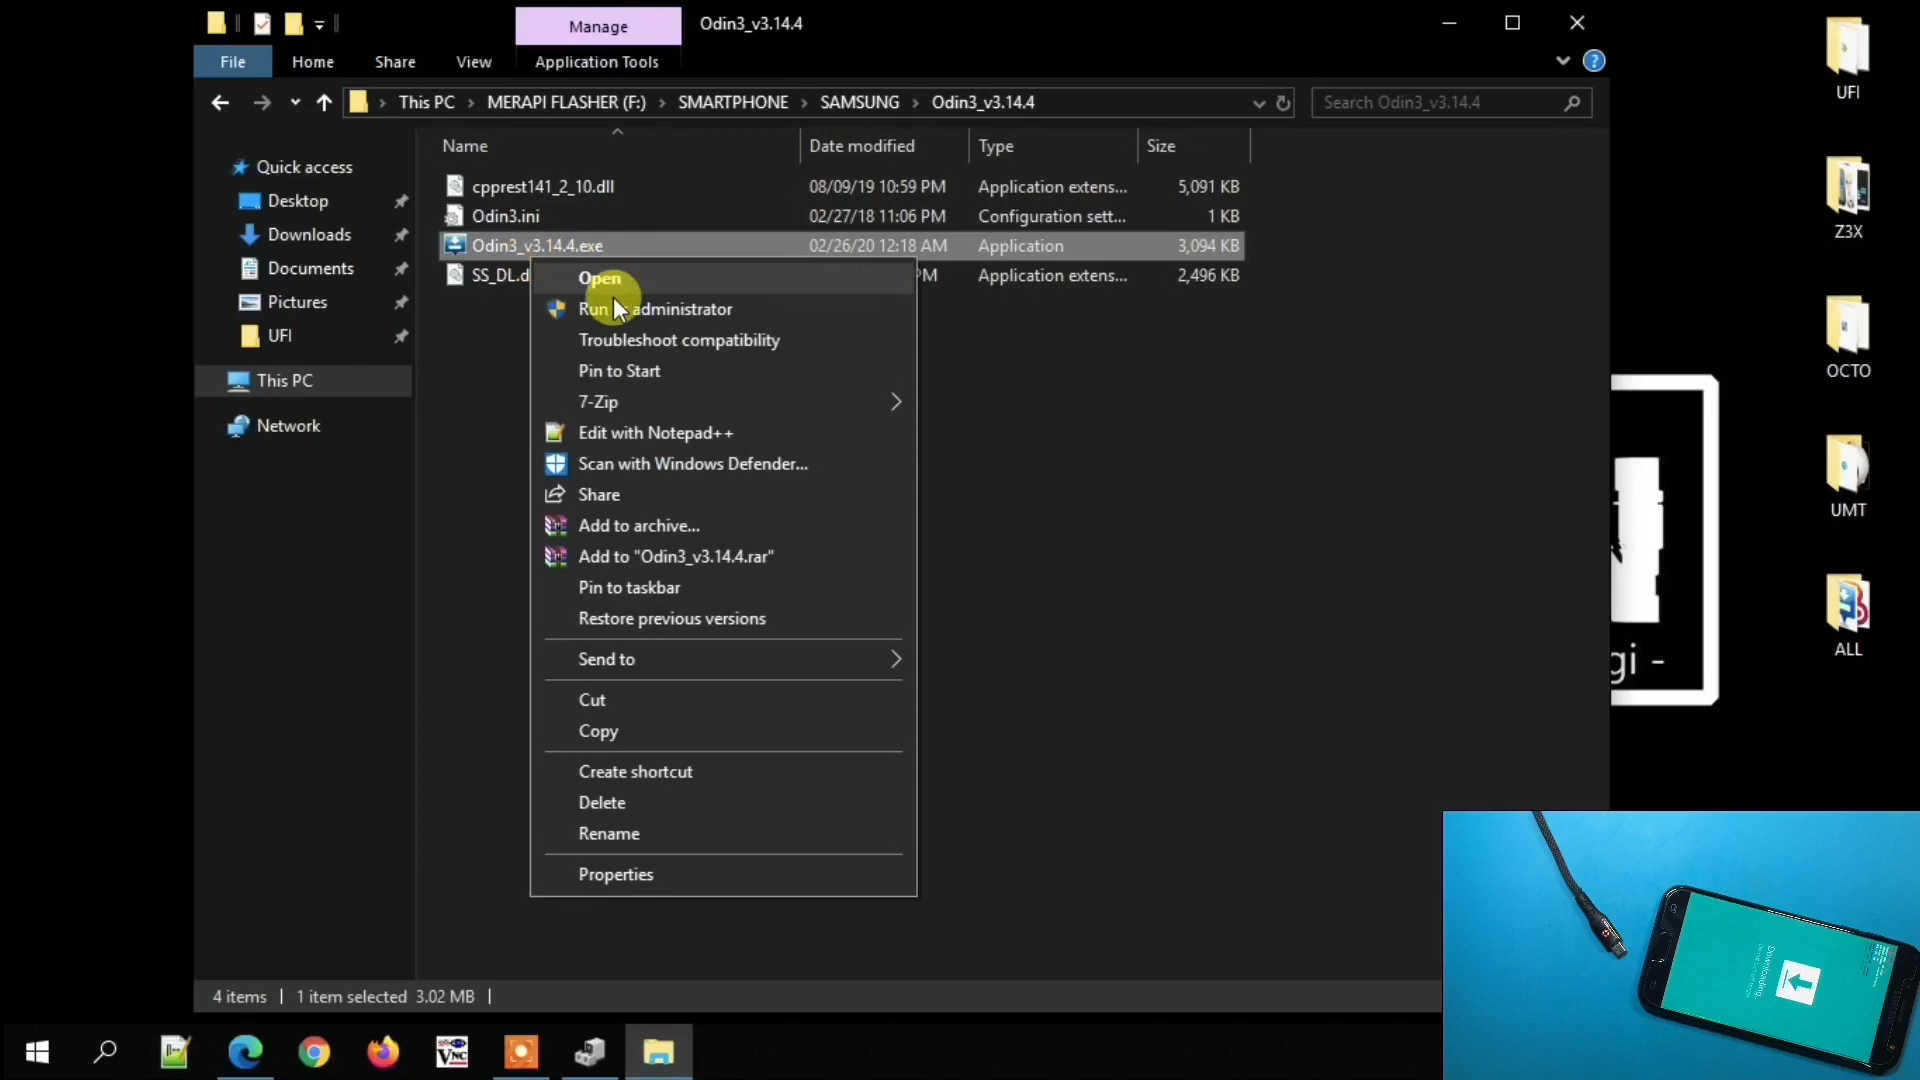 Manage
Odin3_v3.14.4
File
Home
Share
View
Application Tools
This PC
MERAPI FLASHER (F:)
SMARTPHONE
SAMSUNG
Odin3_v3.14.4
Search Odin3_v3.14.4
Name
Date modified
Type
Size
Quick access
Desktop
Downloads
Documents
Pictures
UFI
This PC
Network
cpprest141_2_10.dll
08/09/19 10:59 PM
Application extens...
5,091 KB
Odin3.ini
02/27/18 11:06 PM
Configuration sett...
1 KB
Odin3_v3.14.4.exe
02/26/20 12:18 AM
Application
3,094 KB
SS_DL.d
PM
Application extens...
2,496 KB
Open
Run administrator
Troubleshoot compatibility
Pin to Start
7-Zip
Edit with Notepad++
Scan with Windows Defender...
Share
Add to archive...
Add to "Odin3_v3.14.4.rar"
Pin to taskbar
Restore previous versions
Send to
Cut
Copy
Create shortcut
Delete
Rename
Properties
4 items
1 item selected 3.02 MB
UFI
Z3X
OCTO
UMT
ALL
gi -
VNC
Downloading...